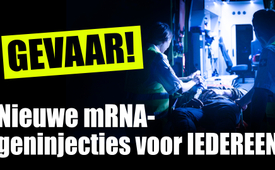 GEVAAR!
Nieuwe mRNA-
geninjecties voor IEDEREEN